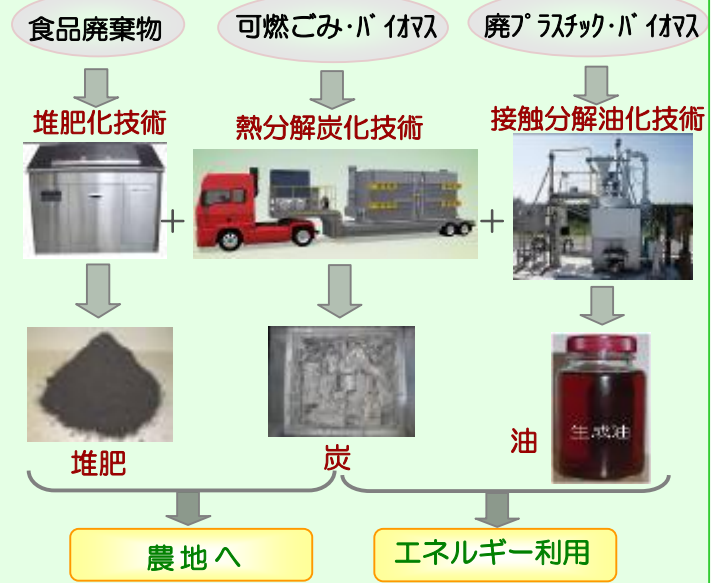 食品廃棄物
可燃ごみ・バイオマス
廃プラスチック・バイオマス
堆肥化技術
熱分解炭化技術
接触分解油化技術
+
+
生成油
堆肥
炭
油
農地へ
エネルギー利用